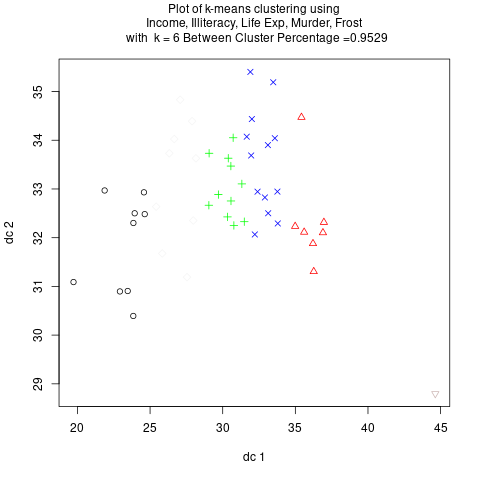 Plot of k-means clustering using
Income, Illiteracy, Life Exp, Murder, Frost
with k = 6 Between Cluster Percentage =0.9529
35
34
33
32
31
30
29
dc 2
20 25 30 35 40 45
dc 1